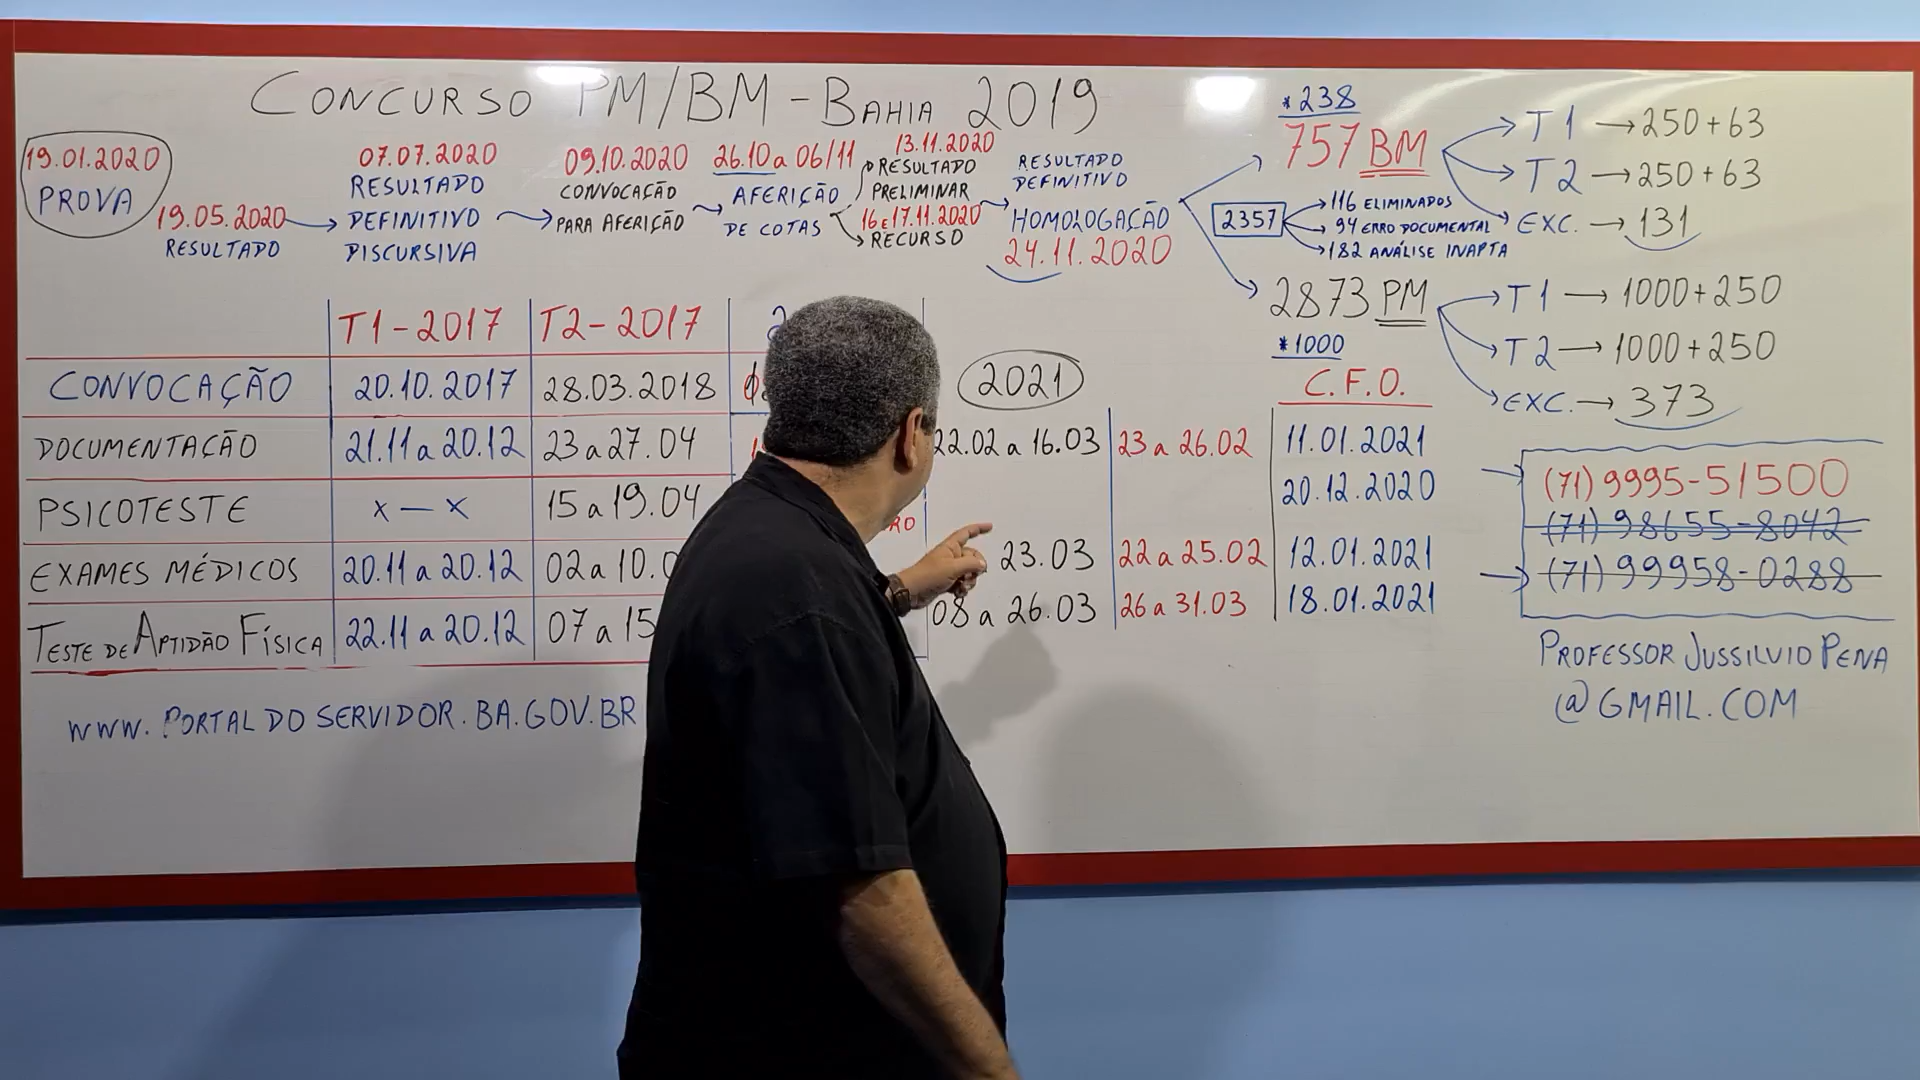 CONCURSO PM/BM - BAHIA 2019
19.01.2020
PROVA
19.05.2020
RESULTADO
07.07.2020
RESULTADO
DEFINITIVO
DISCURSIVA
09.10.2020
CONVOCAÇÃO
PARA AFERIÇÃO
26.10 a 06/11
AFERIÇÃO
DE COTAS
13.11.2020
RESULTADO
PRELIMINAR
16 E 17.11.2020
RECURSO
RESULTADO
DEFINITIVO
HOMOLOGAÇÃO
24.11.2020
*238
757 BM
T1 → 250 + 63
T2 → 250 + 63
EXC. → 131
2357
116 ELIMINADOS
94 ERRO DOCUMENTAL
182 ANÁLISE INAPTA
2873 PM
*1000
T1 → 1000 + 250
T2 → 1000 + 250
EXC. → 373
T1 - 2017 T2 - 2017
CONVOCAÇÃO 20.10.2017 28.03.2018
DOCUMENTAÇÃO 21.11 a 20.12 23 a 27.04
PSICOTESTE x — x 15 a 19.04
EXAMES MÉDICOS 20.11 a 20.12 02 a 10.0
TESTE DE APTIDÃO FÍSICA 22.11 a 20.12 07 a 15
2021
C.F.O.
22.02 a 16.03 23 a 26.02 11.01.2021
20.12.2020
23.03 22 a 25.02 12.01.2021
08 a 26.03 26 a 31.03 18.01.2021
(71) 9995-51500
(71) 98655-8042
(71) 99958-0288
PROFESSOR JUSSILVIO PENA
@GMAIL.COM
WWW.PORTAL DO SERVIDOR.BA.GOV.BR